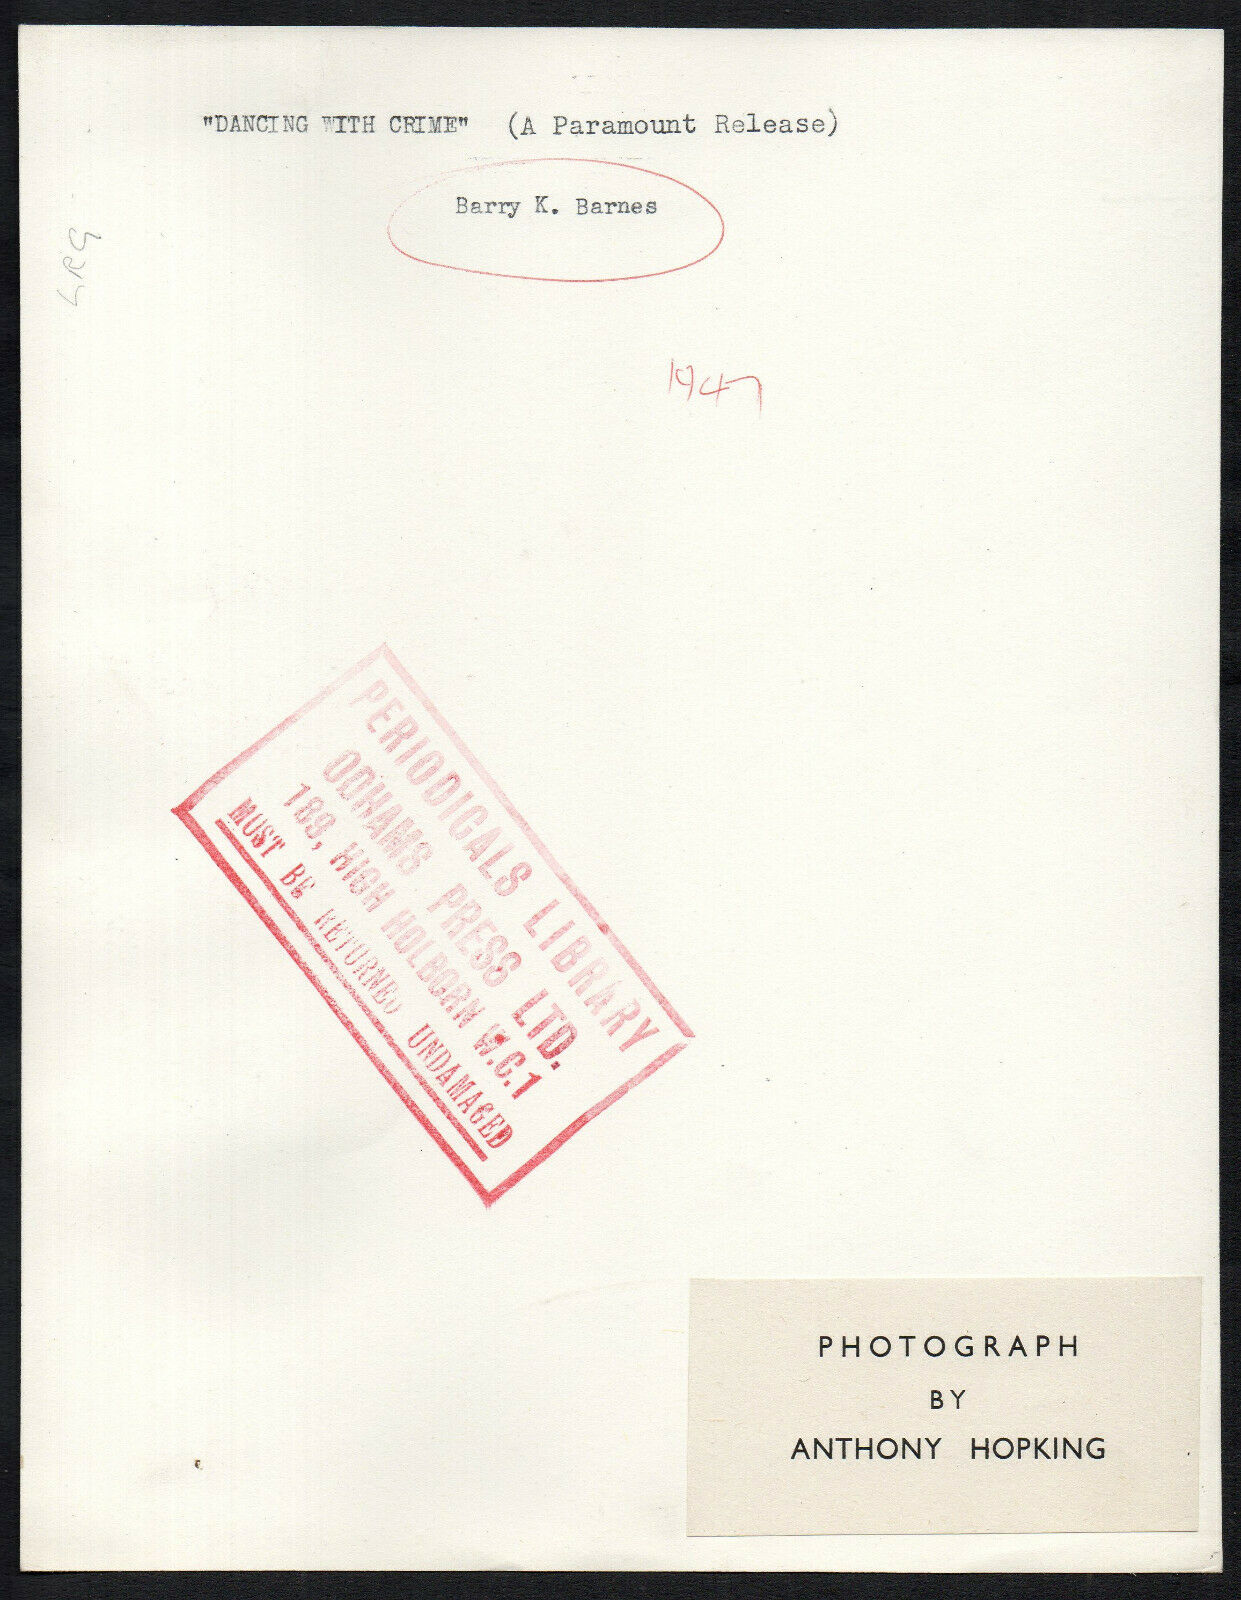 "DANCING WITH CRIME" (A Paramount Release)
Barry K. Barnes
1947
PERIODICALS LIBRARY
ODHAMS PRESS LTD.
189, HIGH HOLBORN W.C.1
MUST BE RETURNED UNDAMAGED
PHOTOGRAPH
BY
ANTHONY HOPKING